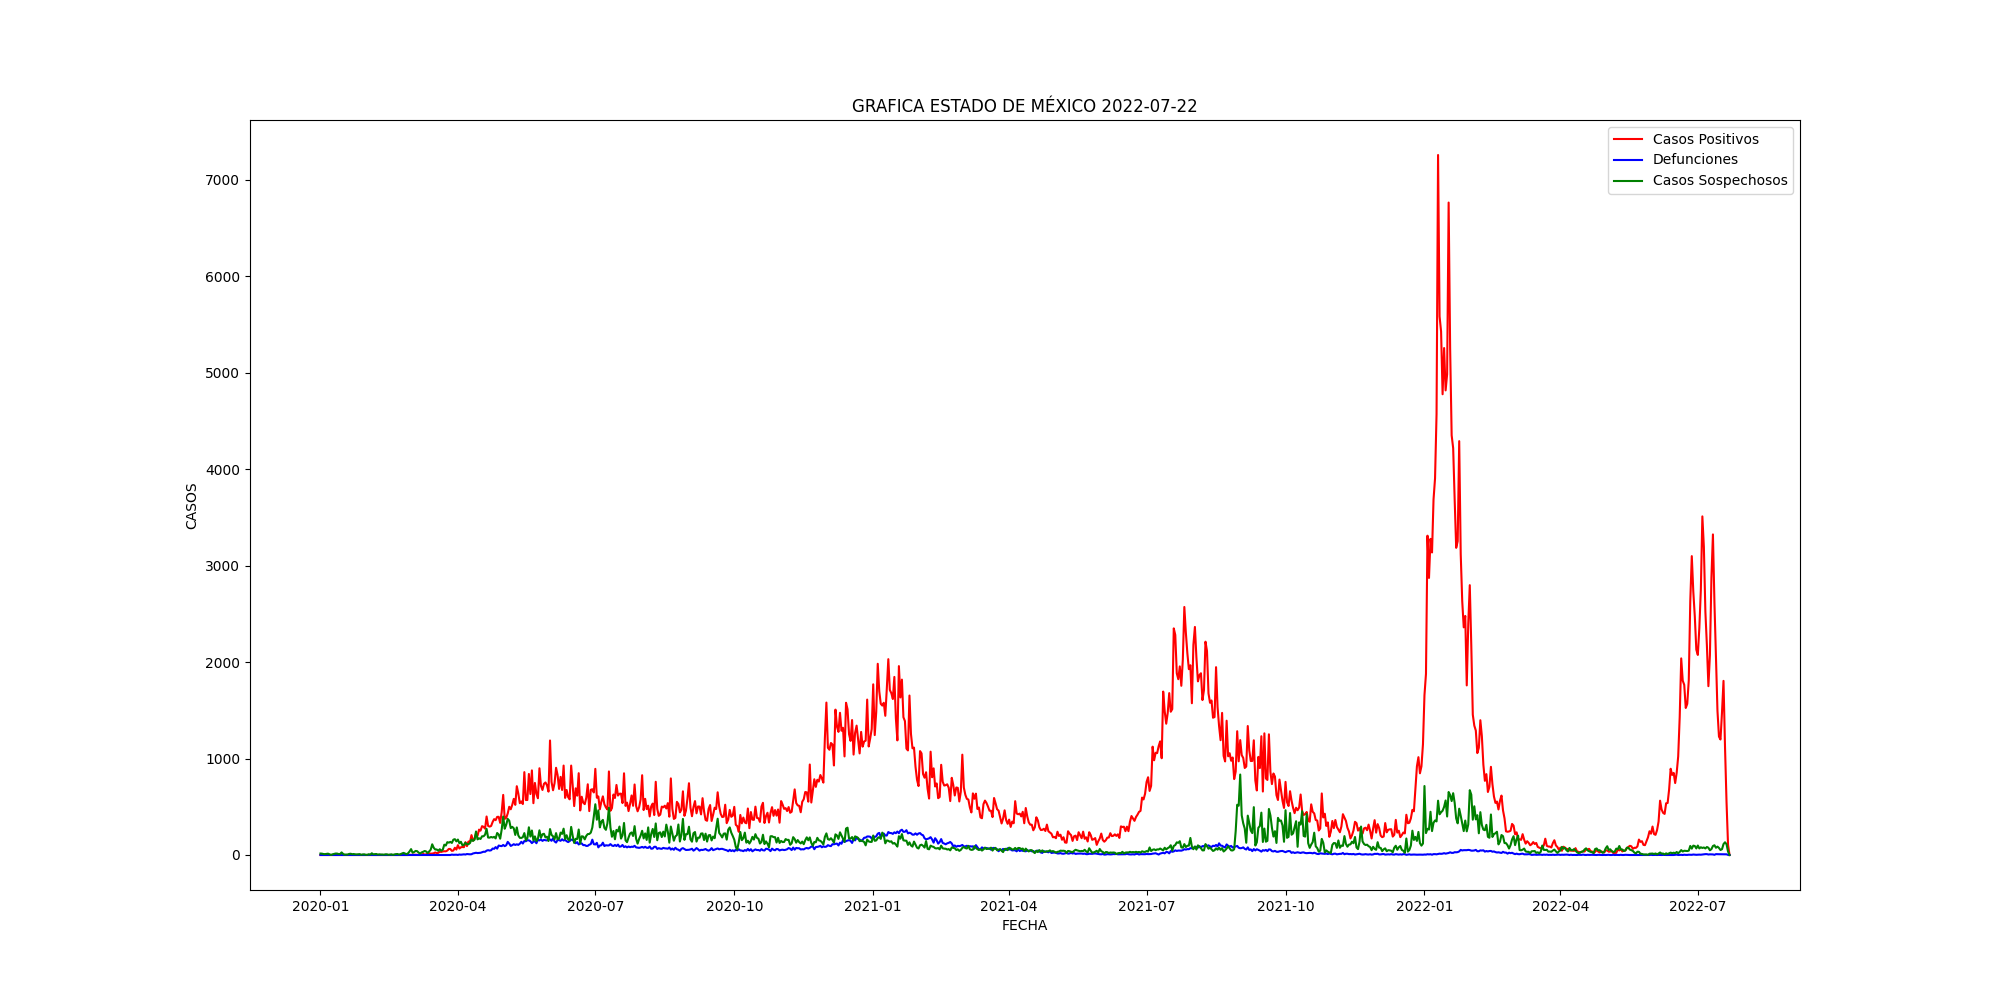 GRAFICA ESTADO DE MÉXICO 2022-07-22
Casos Positivos
Defunciones
Casos Sospechosos
7000
6000
5000
4000
3000
2000
1000
0
CASOS
2020-01 2020-04 2020-07 2020-10 2021-01 2021-04 2021-07 2021-10 2022-01 2022-04 2022-07
FECHA